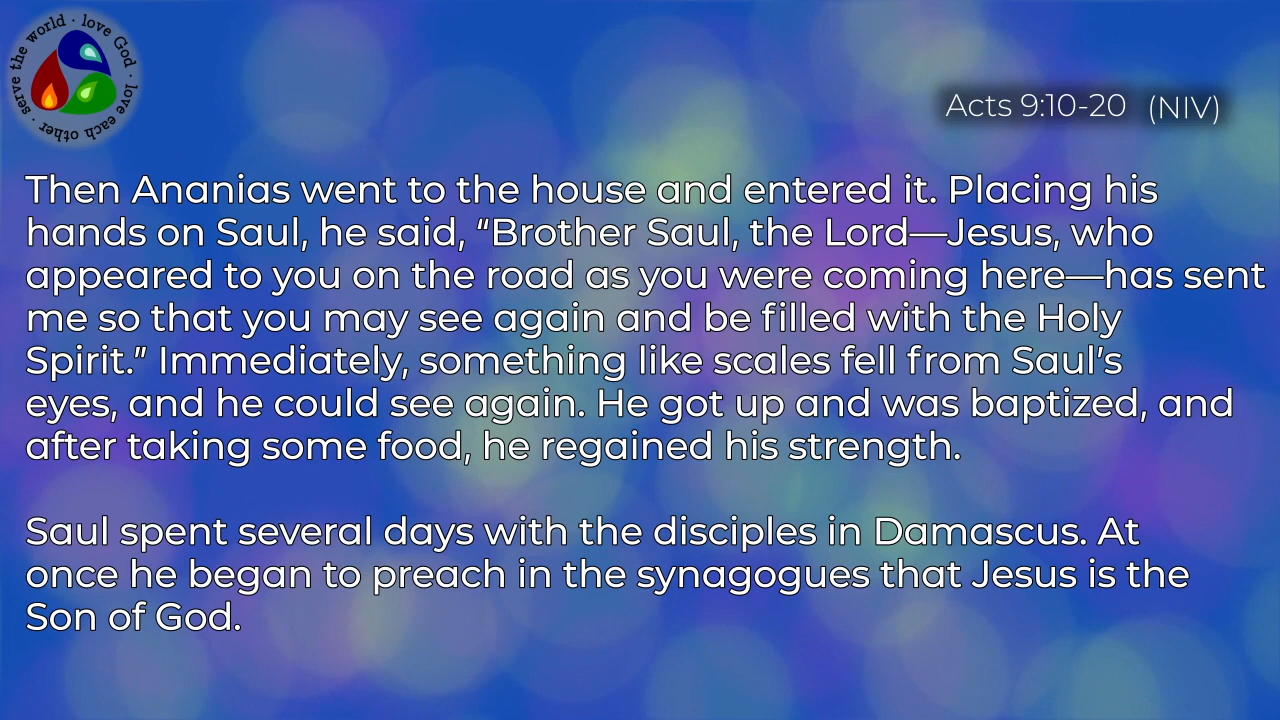 serve the world · love God · love each other ·
Acts 9:10-20 (NIV)
Then Ananias went to the house and entered it. Placing his
hands on Saul, he said, “Brother Saul, the Lord—Jesus, who
appeared to you on the road as you were coming here—has sent
me so that you may see again and be filled with the Holy
Spirit.” Immediately, something like scales fell from Saul’s
eyes, and he could see again. He got up and was baptized, and
after taking some food, he regained his strength.
Saul spent several days with the disciples in Damascus. At
once he began to preach in the synagogues that Jesus is the
Son of God.